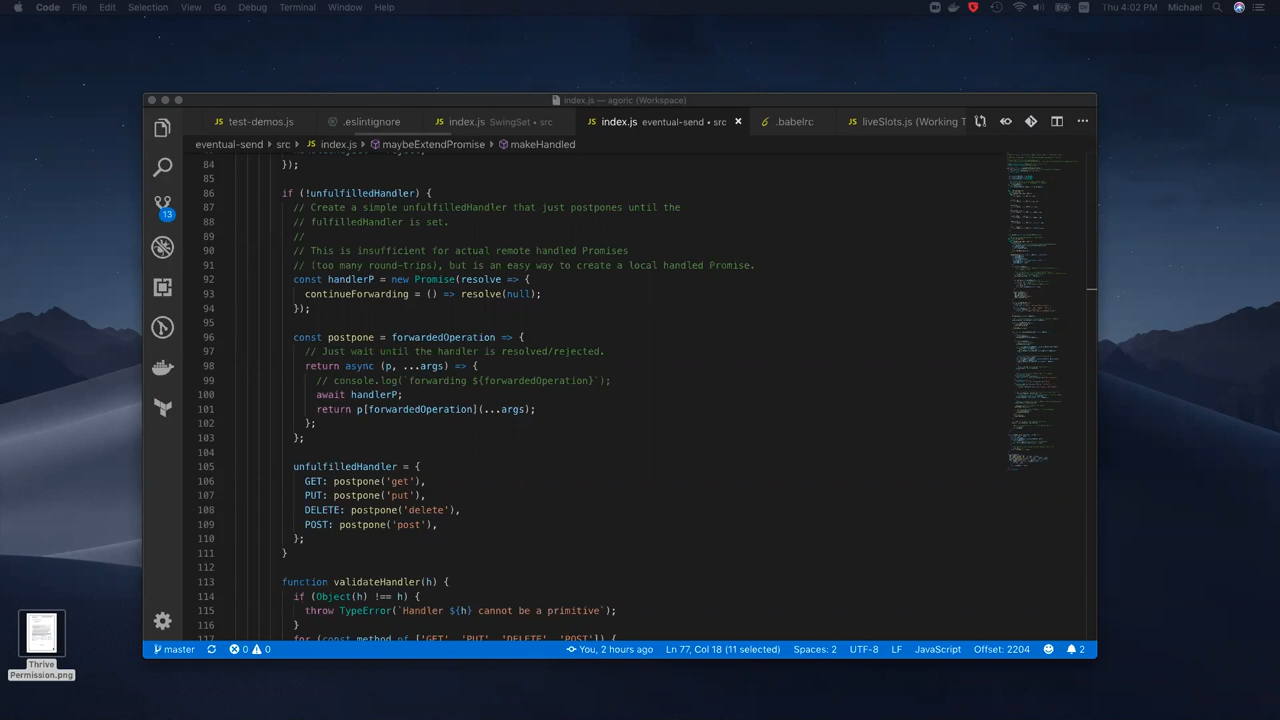 Code File Edit Selection View Go Debug Terminal Window Help Thu 4:02 PM Michael
index.js — agoric (Workspace)
test-demos.js .eslintignore index.js SwingSet • src index.js eventual-send • src .babelrc liveSlots.js (Working T
eventual-send › src › index.js › maybeExtendPromise › makeHandled
84 });
85
86 if (!unfulfilledHandler) {
87 // Create a simple unfulfilledHandler that just postpones until the
88 // fulfilledHandler is set.
89 //
90 // This is insufficient for actual remote handled Promises
91 // (too many round-trips), but is an easy way to create a local handled Promise.
92 const handlerP = new Promise(resolve => {
93 continueForwarding = () => resolve(null);
94 });
95
96 const postpone = forwardedOperation => {
97 // Just wait until the handler is resolved/rejected.
98 return async (p, ...args) => {
99 // console.log(`forwarding ${forwardedOperation}`);
100 await handlerP;
101 return p[forwardedOperation](...args);
102 };
103 };
104
105 unfulfilledHandler = {
106 GET: postpone('get'),
107 PUT: postpone('put'),
108 DELETE: postpone('delete'),
109 POST: postpone('post'),
110 };
111 }
112
113 function validateHandler(h) {
114 if (Object(h) !== h) {
115 throw TypeError(`Handler ${h} cannot be a primitive`);
116 }
117 for (const method of ['GET', 'PUT', 'DELETE', 'POST']) {
13
master 0 0 You, 2 hours ago Ln 77, Col 18 (11 selected) Spaces: 2 UTF-8 LF JavaScript Offset: 2204 2
Thrive
Permission.png